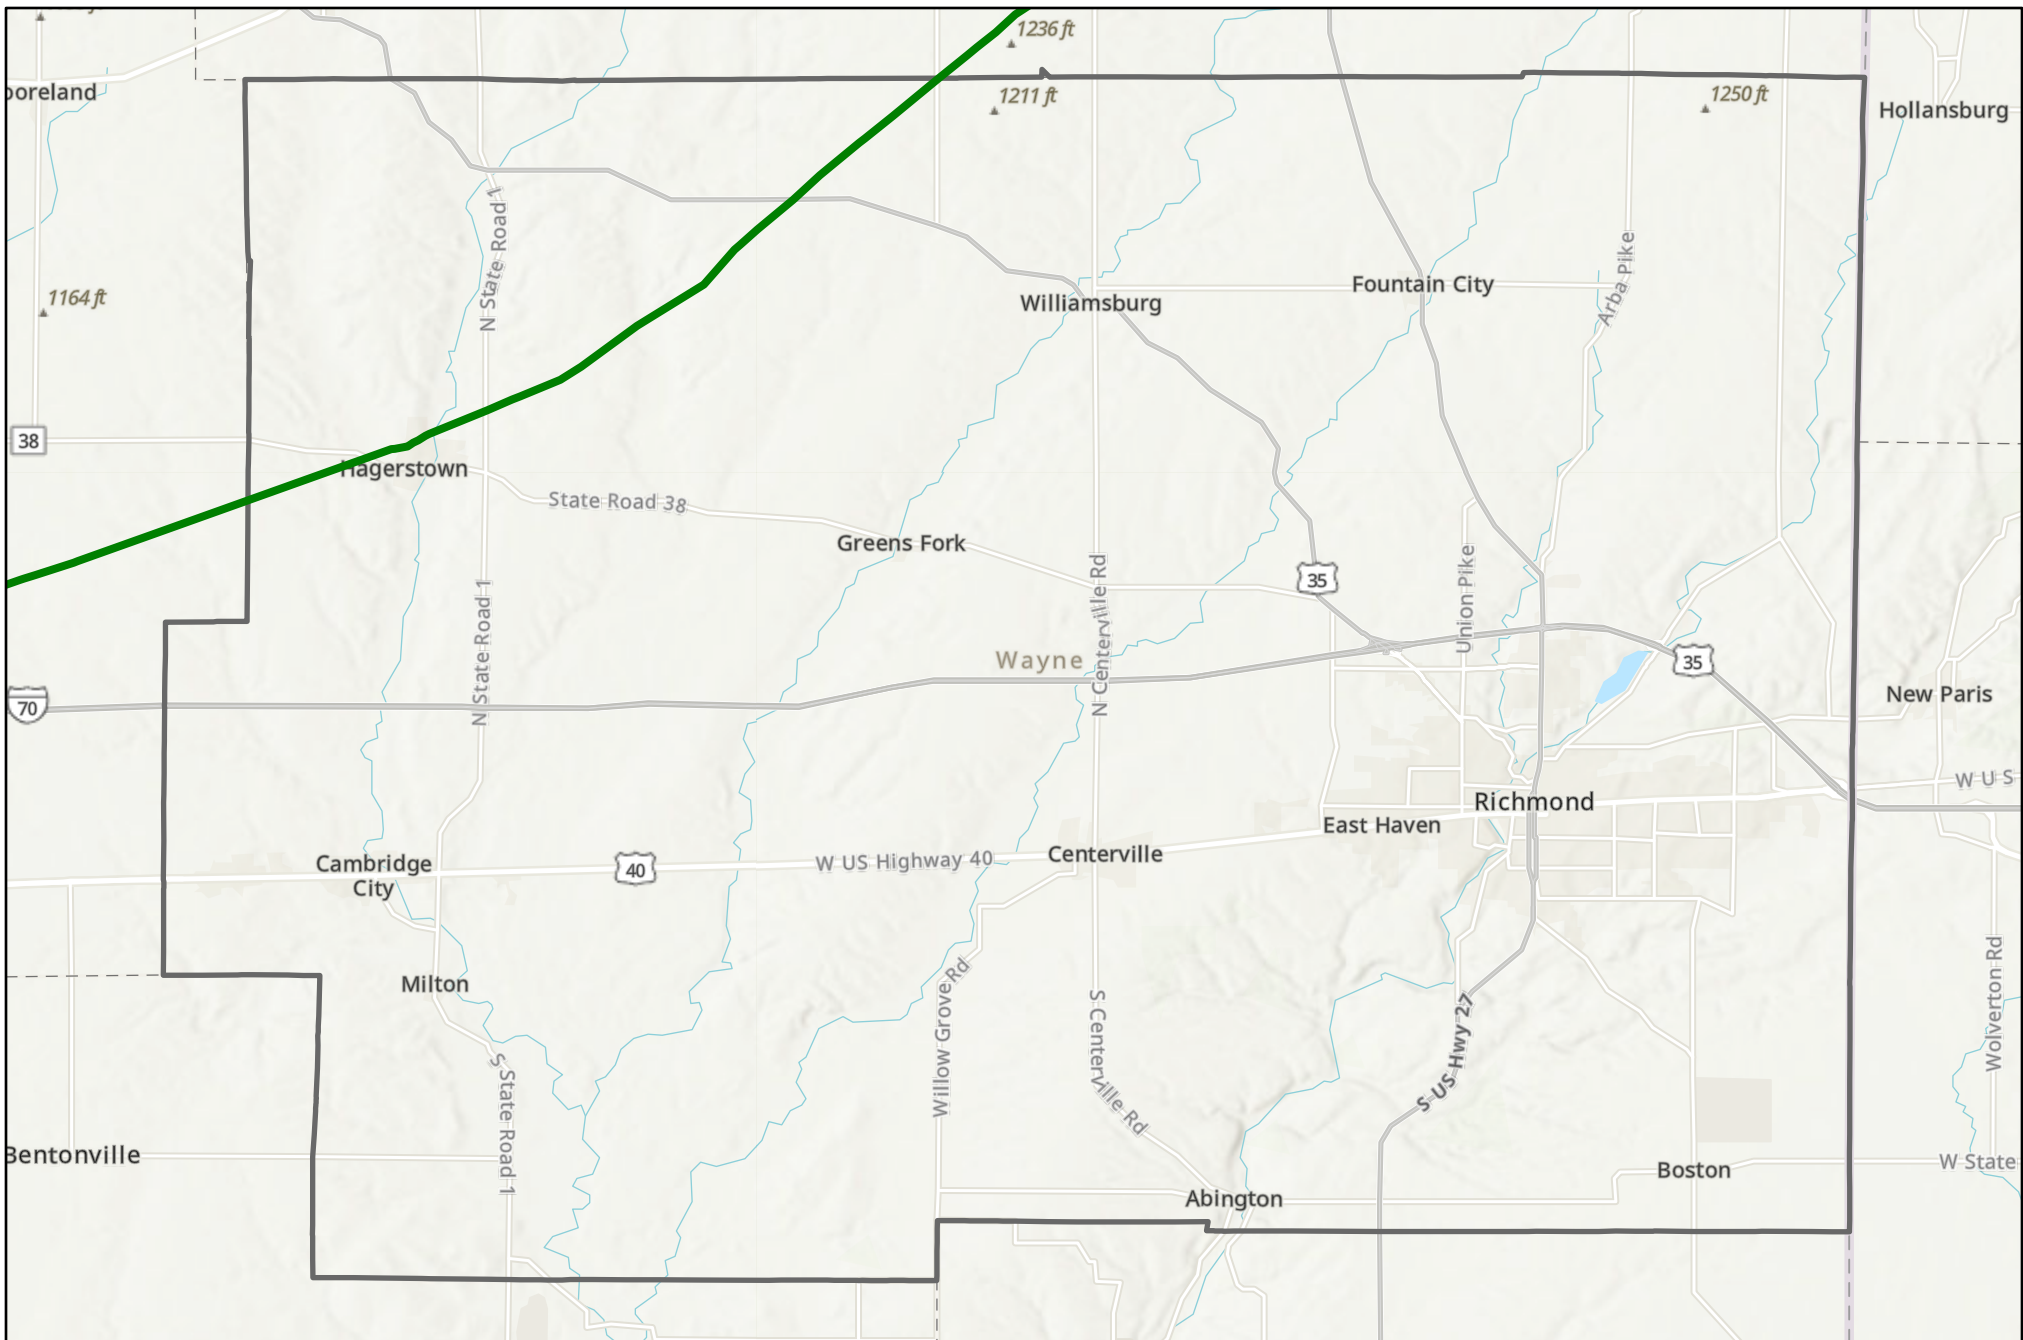 1236 ft
ooreland
1211 ft
1250 ft
Hollansburg
N State Road 1
1164 ft
Williamsburg
Fountain City
Arba Pike
38
Hagerstown
State Road 38
Greens Fork
35
Union Pike
N State Road 1
N Centerville Rd
Wayne
35
70
New Paris
W U S
Richmond
East Haven
Cambridge
City
40
W US Highway 40
Centerville
Milton
Willow Grove Rd
S Centerville Rd
S US Hwy 27
Wolverton Rd
S State Road 1
Bentonville
Boston
W State
Abington